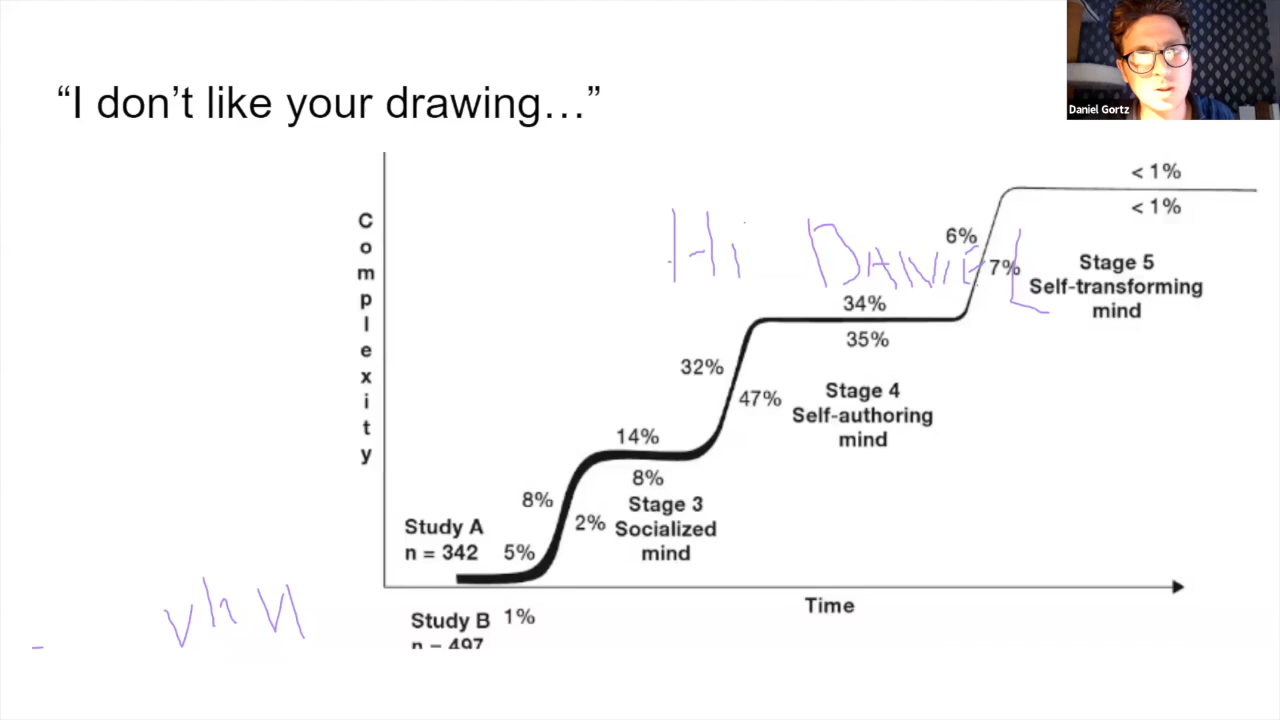 Daniel Gortz
“I don’t like your drawing…”
Complexity
< 1%
< 1%
Hi DANIEL
6%
7%
Stage 5
Self-transforming
mind
34%
35%
32%
47%
Stage 4
Self-authoring
mind
14%
8%
8%
2%
Stage 3
Socialized
mind
Study A
n = 342
5%
Time
Study B
n = 497
1%